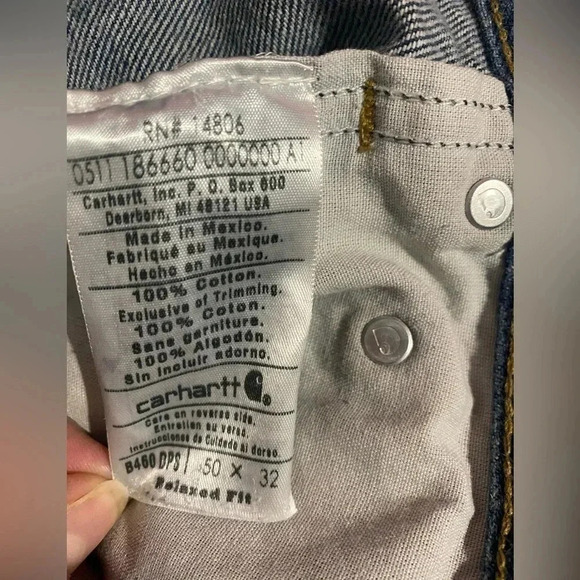 RN# 14806
0511 186660 0000000 A1
Carhartt, Inc. P. O. Box 600
Dearborn, MI 48121 USA
Made in Mexico.
Fabriqué au Mexique.
Hecho en México.
100% Cotton.
Exclusive of Trimming.
100% Coton.
Sans garniture.
100% Algodón.
Sin incluir adorno.
carhartt
Care on reverse side.
Entretien au verso.
Instrucciones de Cuidado al dorso.
B460 DPS 50 X 32
Relaxed Fit